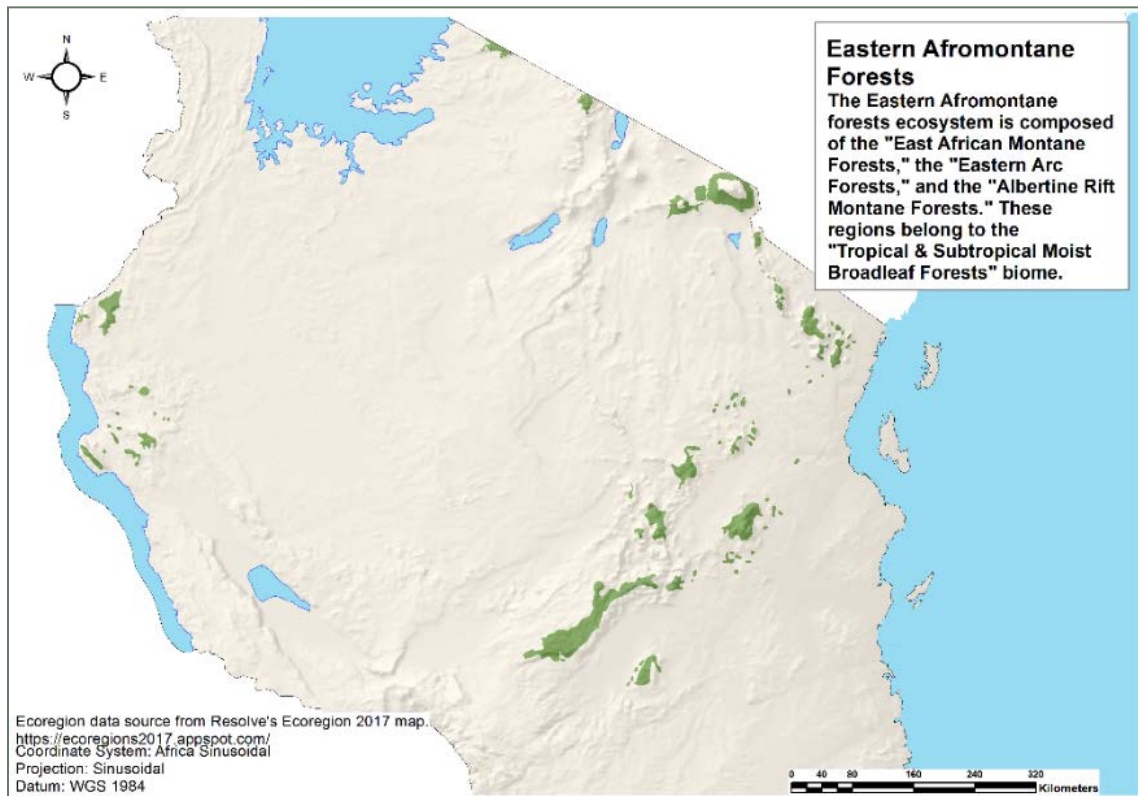 N
W E
S
Eastern Afromontane
Forests
The Eastern Afromontane
forests ecosystem is composed
of the "East African Montane
Forests," the "Eastern Arc
Forests," and the "Albertine Rift
Montane Forests." These
regions belong to the
"Tropical & Subtropical Moist
Broadleaf Forests" biome.
Ecoregion data source from Resolve's Ecoregion 2017 map.
https://ecoregions2017.appspot.com/
Coordinate System: Africa Sinusoidal
Projection: Sinusoidal
Datum: WGS 1984
0 40 80 160 240 320
Kilometers